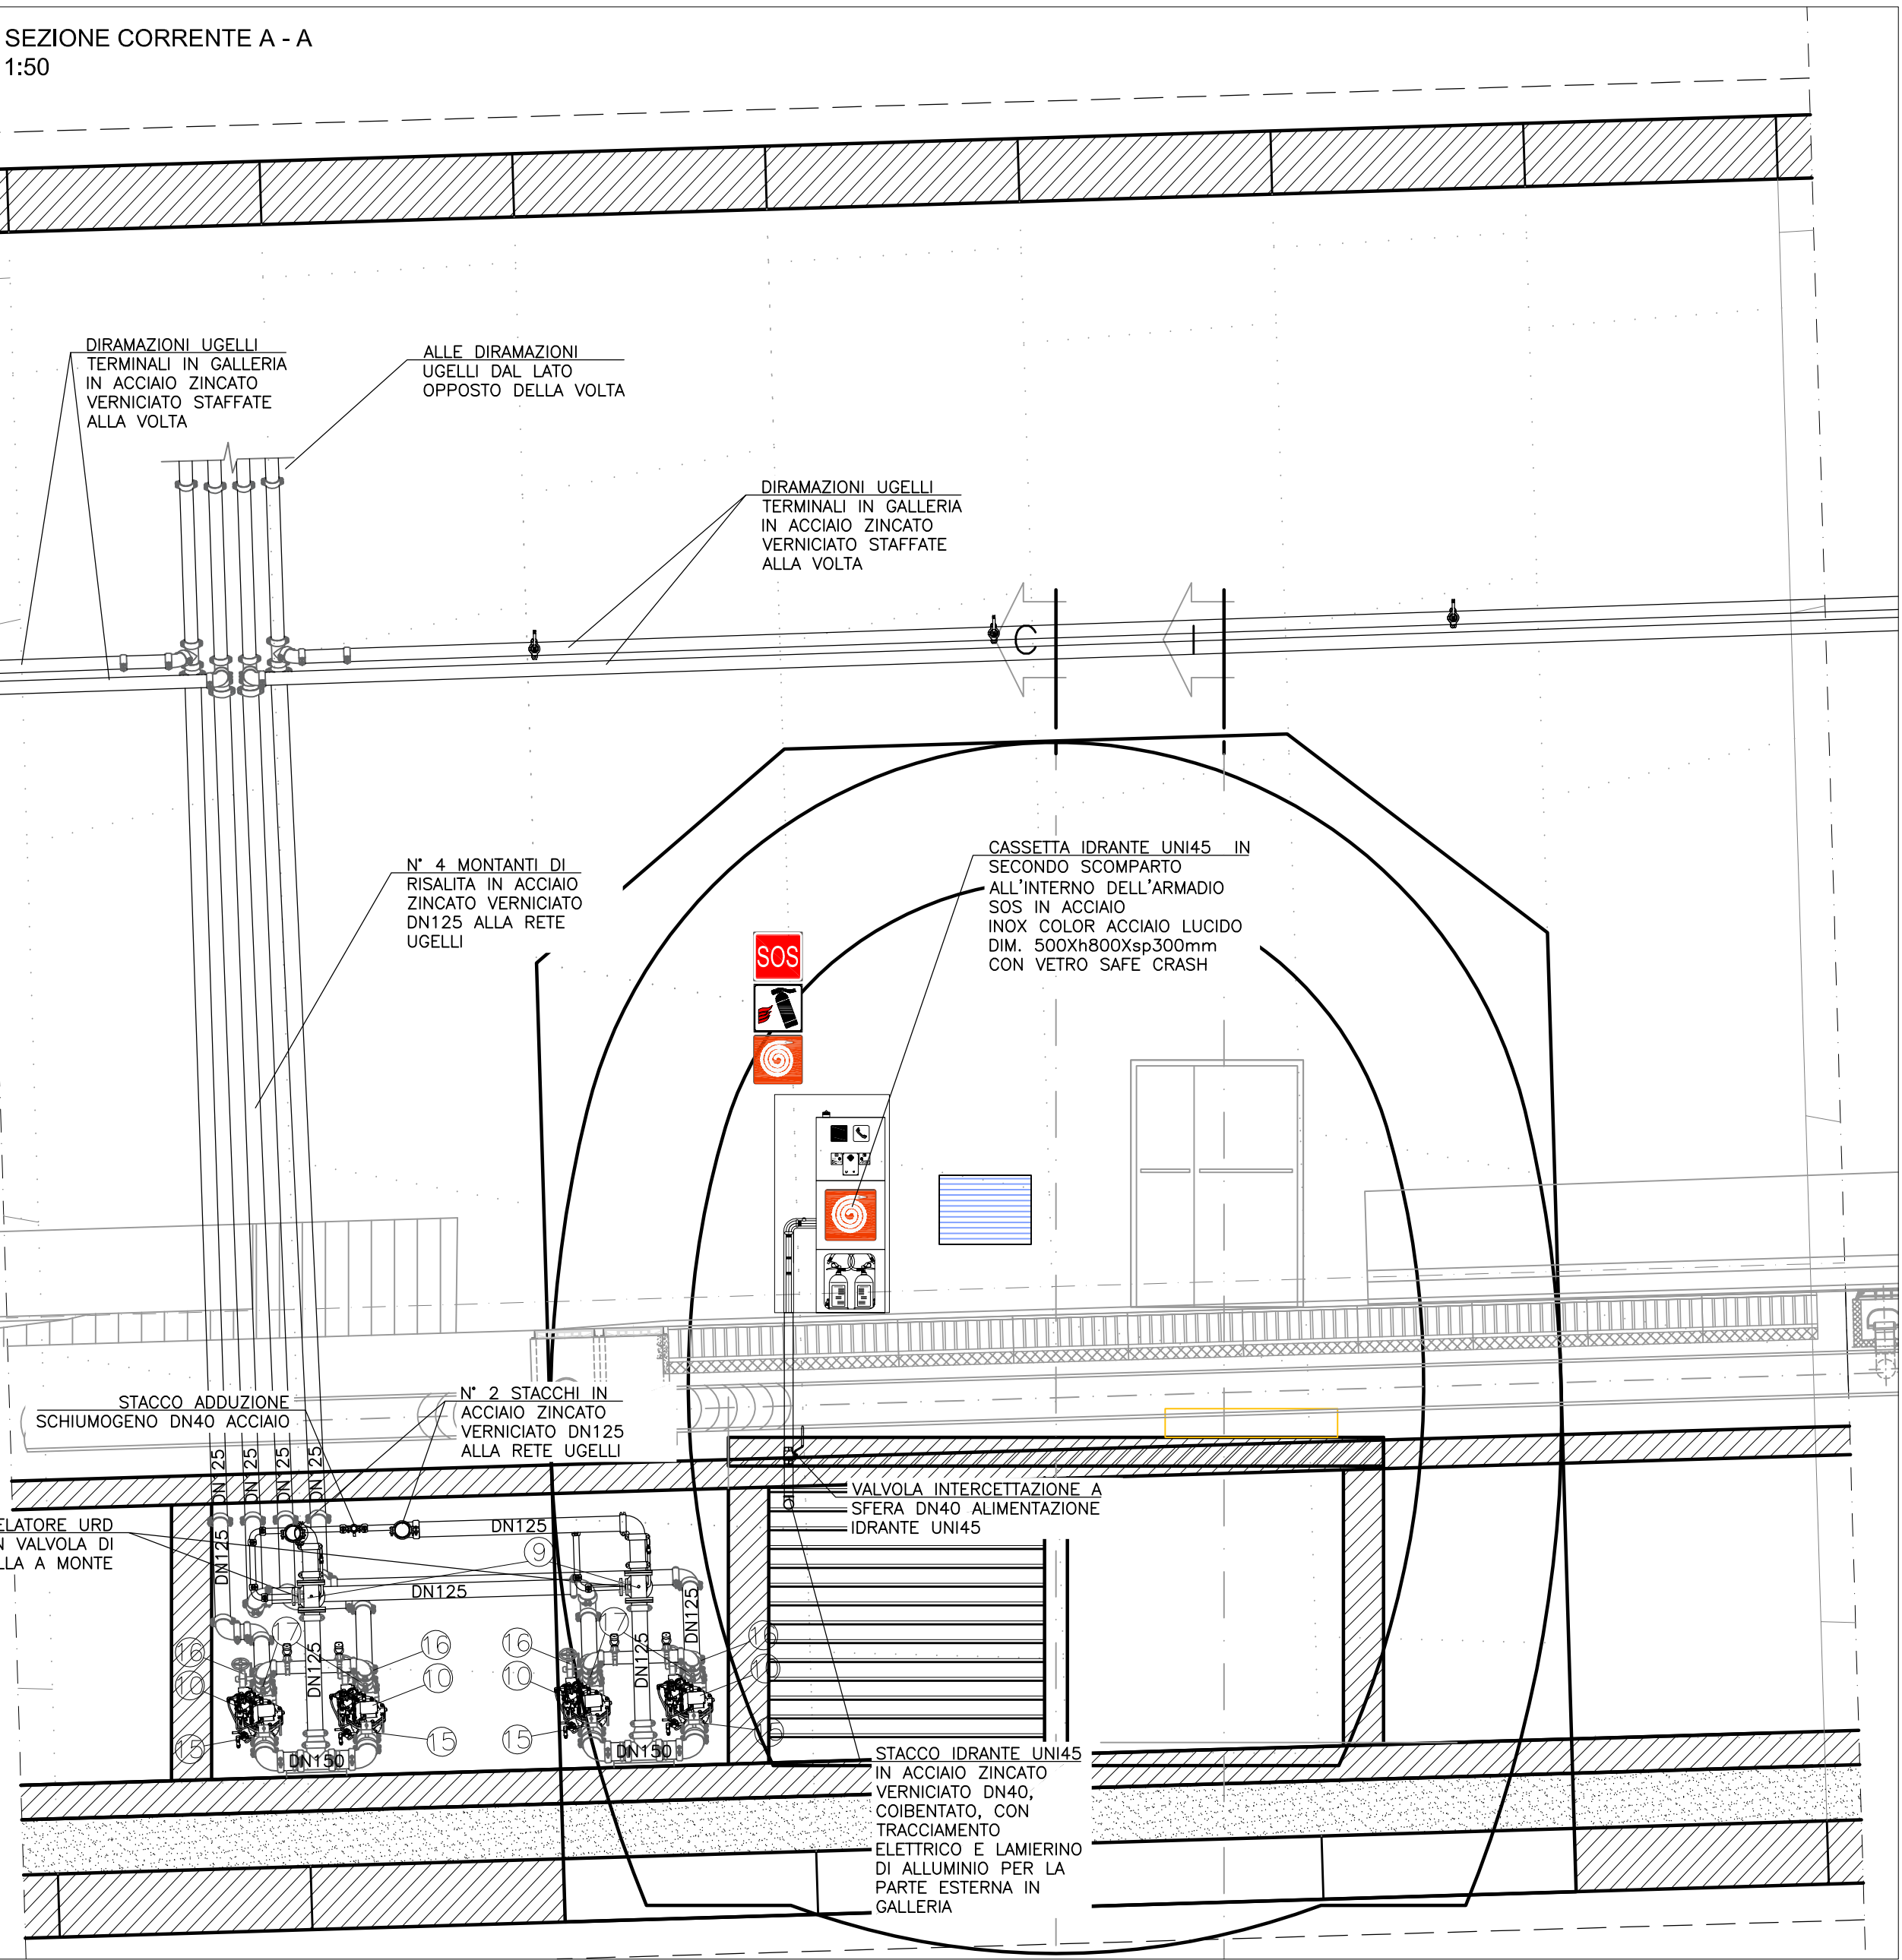 SEZIONE CORRENTE A - A
1:50
DIRAMAZIONI UGELLI
TERMINALI IN GALLERIA
IN ACCIAIO ZINCATO
VERNICIATO STAFFATE
ALLA VOLTA
ALLE DIRAMAZIONI
UGELLI DAL LATO
OPPOSTO DELLA VOLTA
DIRAMAZIONI UGELLI
TERMINALI IN GALLERIA
IN ACCIAIO ZINCATO
VERNICIATO STAFFATE
ALLA VOLTA
C
I
N° 4 MONTANTI DI
RISALITA IN ACCIAIO
ZINCATO VERNICIATO
DN125 ALLA RETE
UGELLI
CASSETTA IDRANTE UNI45 IN
SECONDO SCOMPARTO
ALL'INTERNO DELL'ARMADIO
SOS IN ACCIAIO
INOX COLOR ACCIAIO LUCIDO
DIM. 500Xh800Xsp300mm
CON VETRO SAFE CRASH
SOS
STACCO ADDUZIONE
SCHIUMOGENO DN40 ACCIAIO
N° 2 STACCHI IN
ACCIAIO ZINCATO
VERNICIATO DN125
ALLA RETE UGELLI
DN125
DN125
DN125
DN125
VALVOLA INTERCETTAZIONE A
SFERA DN40 ALIMENTAZIONE
IDRANTE UNI45
ELATORE URD
N VALVOLA DI
LLA A MONTE
DN125
DN125
9
DN125
DN125
DN125
DN125
16
17
16
10
10
15
15
DN150
16
17
16
10
10
15
15
DN150
STACCO IDRANTE UNI45
IN ACCIAIO ZINCATO
VERNICIATO DN40,
COIBENTATO, CON
TRACCIAMENTO
ELETTRICO E LAMIERINO
DI ALLUMINIO PER LA
PARTE ESTERNA IN
GALLERIA